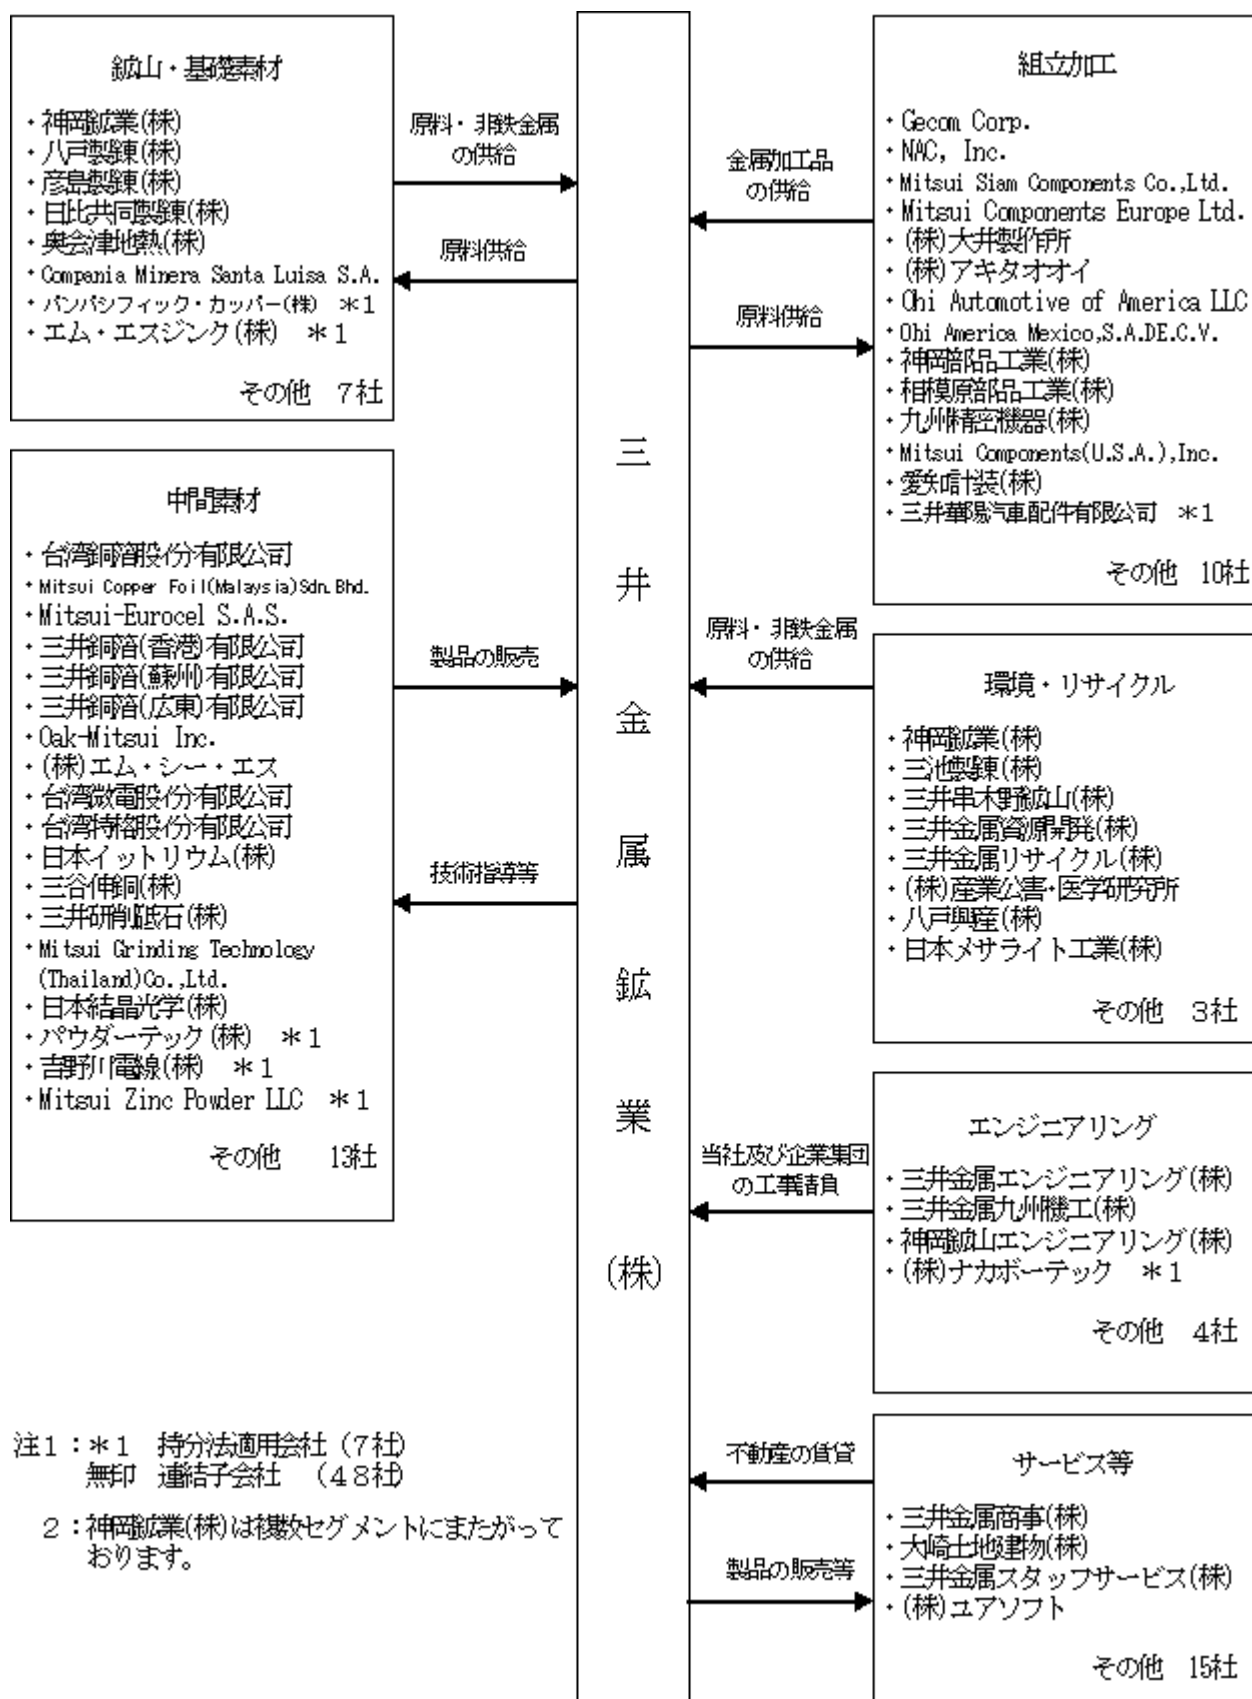 鉱山・基礎素材
・神岡鉱業(株)
・八戸製錬(株)
・彦島製錬(株)
・日比共同製錬(株)
・奥会津地熱(株)
・Compania Minera Santa Luisa S.A.
・パンパシフィック・カッパー(株) ＊1
・エム・エスジンク(株) ＊1
その他 7社
原料・非鉄金属
の供給
原料供給
中間素材
・台湾銅箔股份有限公司
・Mitsui Copper Foil(Malaysia)Sdn.Bhd.
・Mitsui-Eurocel S.A.S.
・三井銅箔(香港)有限公司
・三井銅箔(蘇州)有限公司
・三井銅箔(広東)有限公司
・Oak-Mitsui Inc.
・(株)エム・シー・エス
・台湾微電股份有限公司
・台湾特格股份有限公司
・日本イットリウム(株)
・三谷伸銅(株)
・三井研削砥石(株)
・Mitsui Grinding Technology
(Thailand)Co.,Ltd.
・日本結晶光学(株)
・パウダーテック(株) ＊1
・吉野川電線(株) ＊1
・Mitsui Zinc Powder LLC ＊1
その他 13社
製品の販売
技術指導等
三井金属鉱業(株)
組立加工
・Gecom Corp.
・NAC, Inc.
・Mitsui Siam Components Co.,Ltd.
・Mitsui Components Europe Ltd.
・(株)大井製作所
・(株)アキタオオイ
・Ohi Automotive of America LLC
・Ohi America Mexico,S.A.DE.C.V.
・神岡部品工業(株)
・相模原部品工業(株)
・九州精密機器(株)
・Mitsui Components(U.S.A.),Inc.
・愛知計装(株)
・三井華陽汽車配件有限公司 ＊1
その他 10社
金属加工品
の供給
原料供給
原料・非鉄金属
の供給
環境・リサイクル
・神岡鉱業(株)
・三池製錬(株)
・三井串木野鉱山(株)
・三井金属資源開発(株)
・三井金属リサイクル(株)
・(株)産業公害・医学研究所
・八戸興産(株)
・日本メサライト工業(株)
その他 3社
当社及び企業集団
の工事請負
エンジニアリング
・三井金属エンジニアリング(株)
・三井金属九州機工(株)
・神岡鉱山エンジニアリング(株)
・(株)ナカボーテック ＊1
その他 4社
不動産の賃貸
製品の販売等
サービス等
・三井金属商事(株)
・大崎土地建物(株)
・三井金属スタッフサービス(株)
・(株)ユアソフト
その他 15社
注1：＊1 持分法適用会社 (7社)
無印 連結子会社 (48社)
2：神岡鉱業(株)は複数セグメントにまたがって
おります。